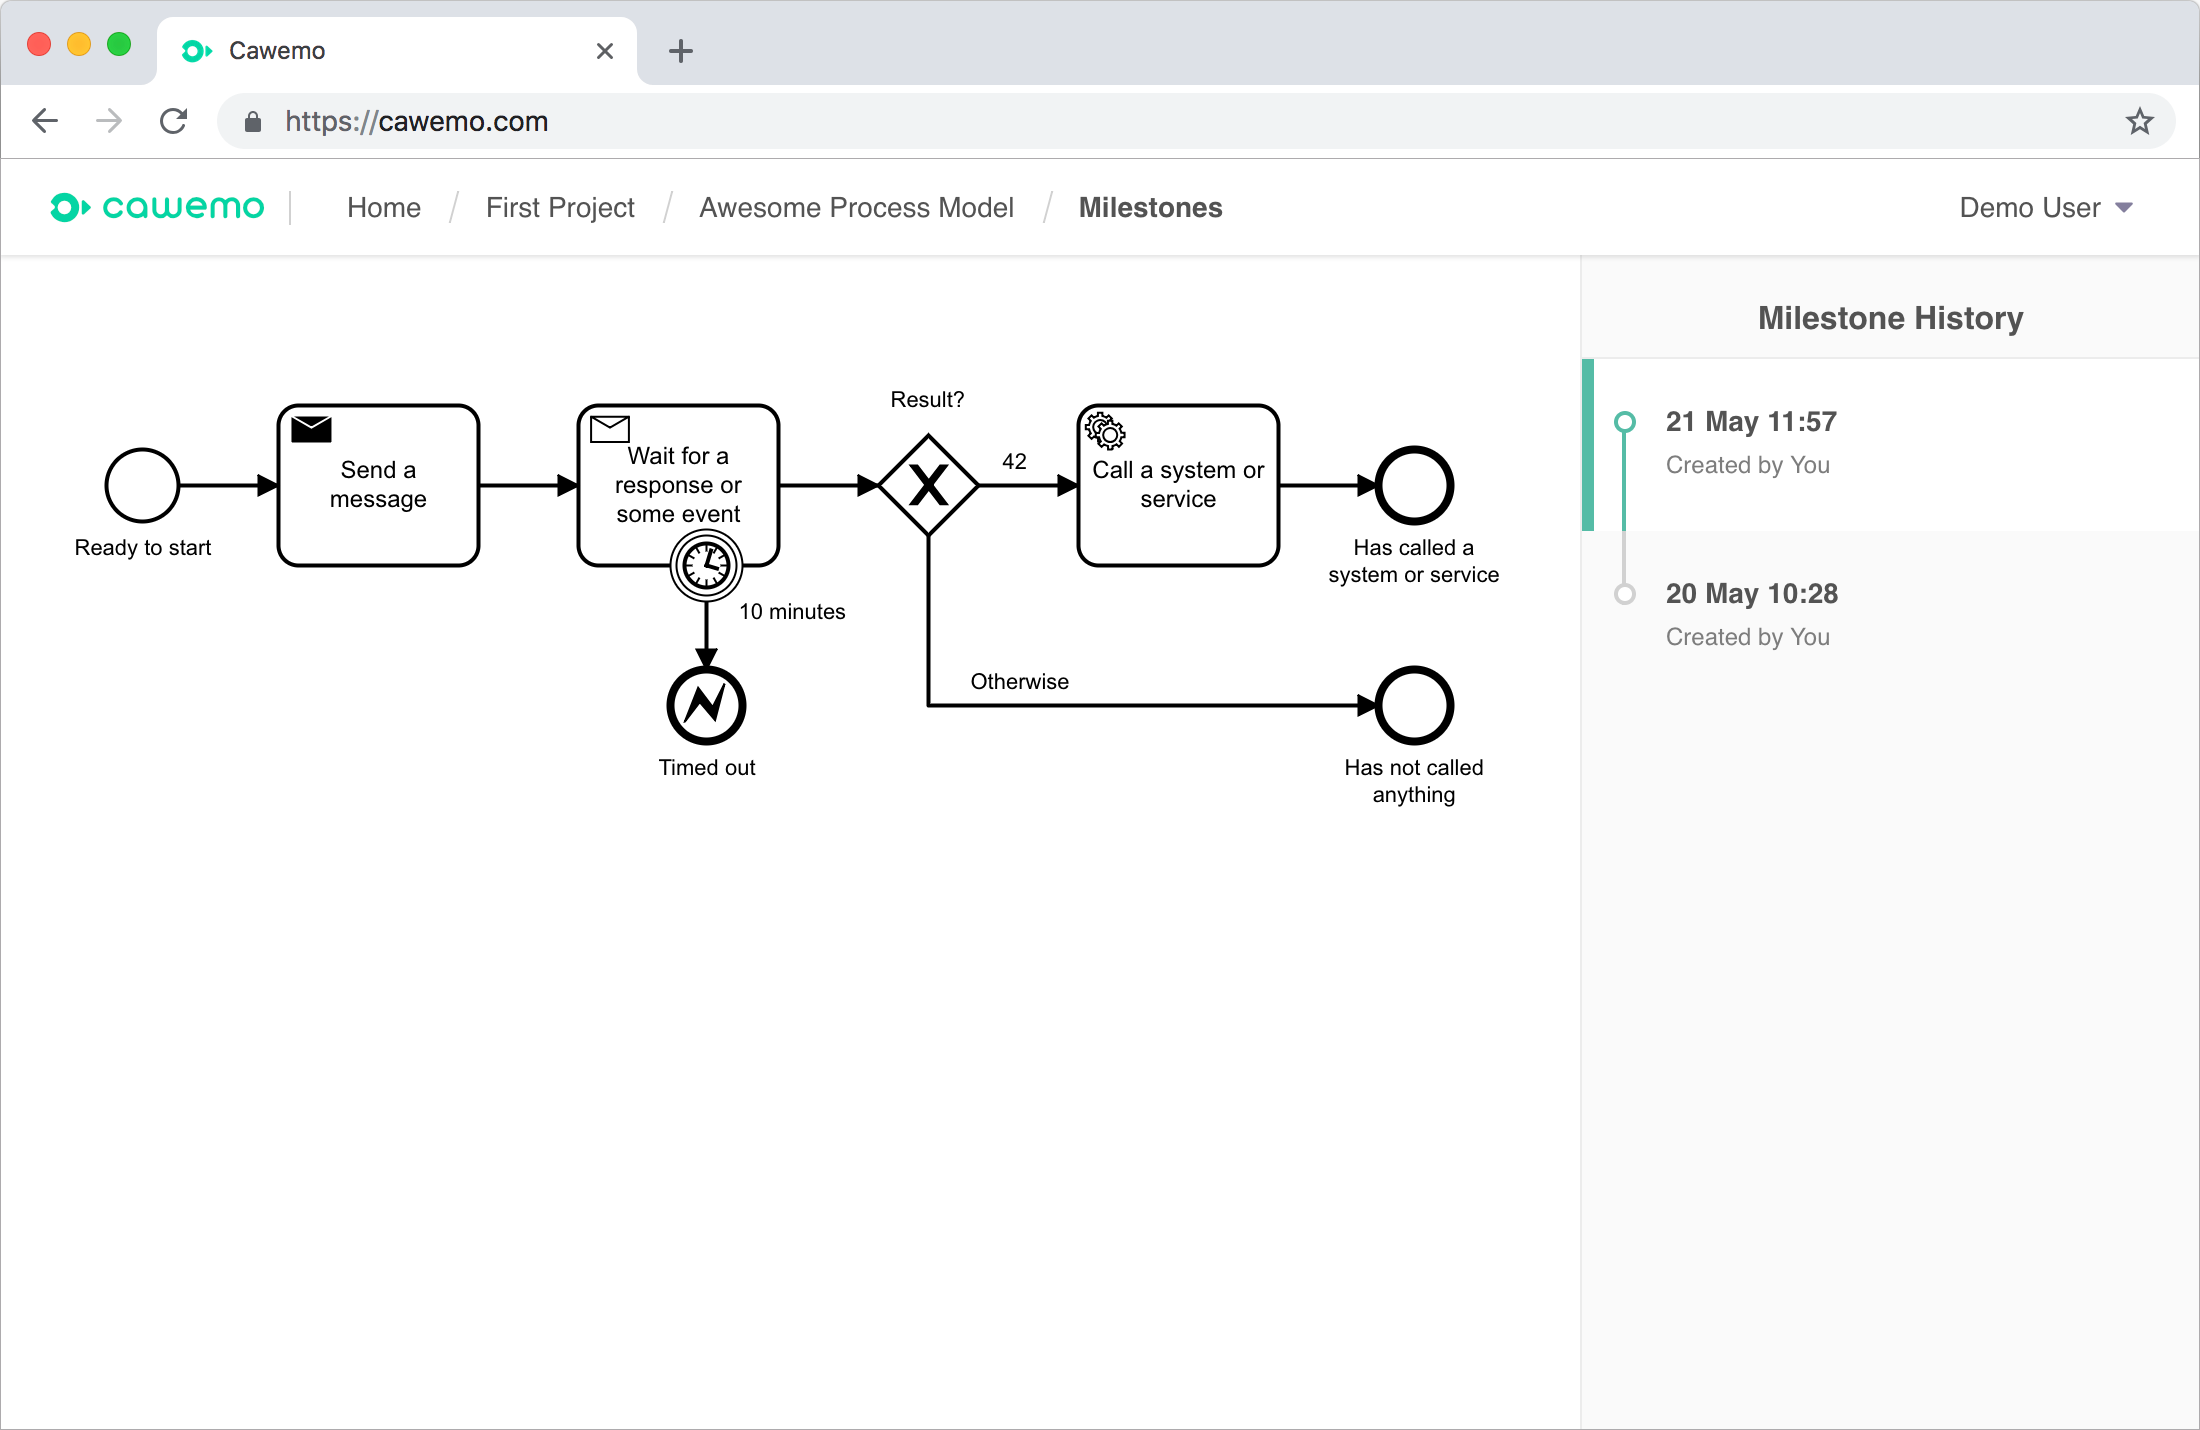 Cawemo
https://cawemo.com
cawemo
Home / First Project / Awesome Process Model / Milestones
Demo User
Milestone History
21 May 11:57
Created by You
20 May 10:28
Created by You
Result?
42
Send a
message
Wait for a
response or
some event
Call a system or
service
Ready to start
Has called a
system or service
10 minutes
Otherwise
Timed out
Has not called
anything